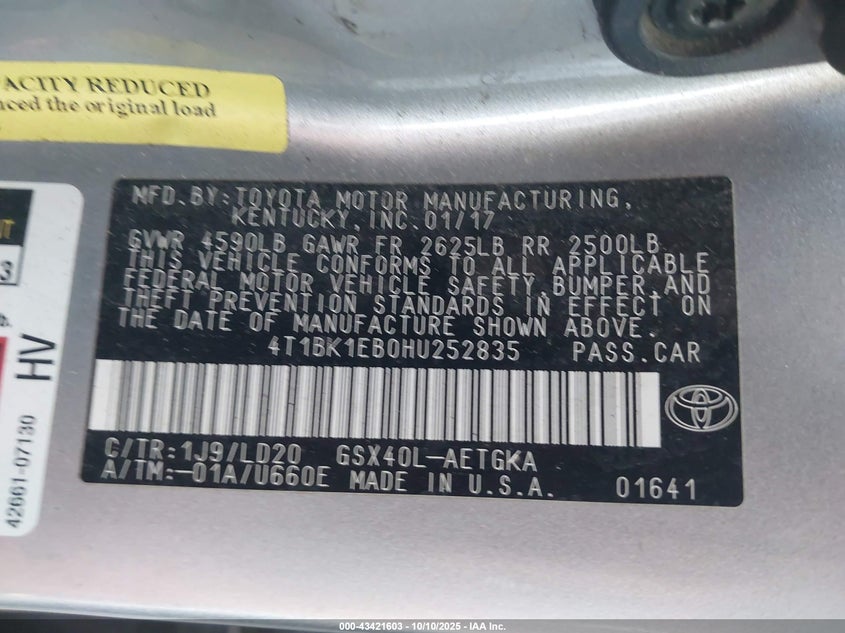 ACITY REDUCED
nced the original load
MFD.BY:TOYOTA MOTOR MANUFACTURING,
KENTUCKY,INC.01/17
GVWR 4590LB GAWR FR 2625LB RR 2500LB
THIS VEHICLE CONFORMS TO ALL APPLICABLE
FEDERAL MOTOR VEHICLE SAFETY,BUMPER,AND
THEFT PREVENTION STANDARDS IN EFFECT ON
THE DATE OF MANUFACTURE SHOWN ABOVE.
4T1BK1EB0HU252835 PASS.CAR
C/TR:1J9/LD20 GSX40L-AETGKA
A/TM:-01A/U660E MADE IN U.S.A. 01641
3
HV
42661-07130
000-43421603 - 10/10/2025 - IAA Inc.